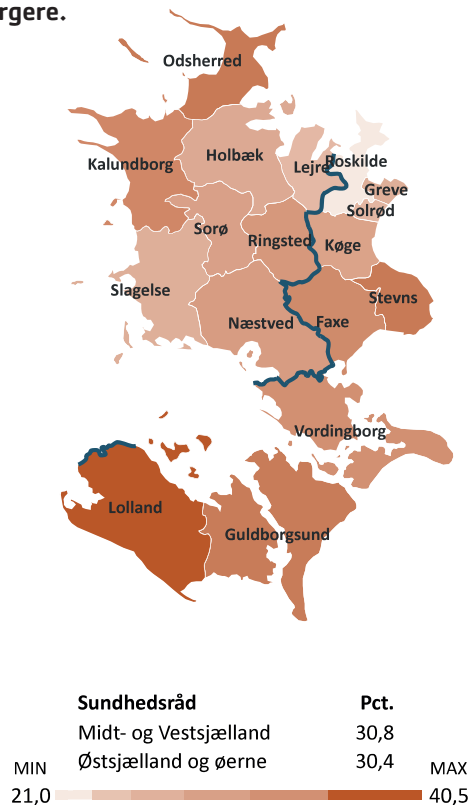 rgere.
Odsherred
Kalundborg
Holbæk
Lejre
Roskilde
Greve
Solrød
Sorø
Ringsted
Køge
Slagelse
Stevns
Næstved
Faxe
Vordingborg
Lolland
Guldborgsund
Sundhedsråd Pct.
Midt- og Vestsjælland 30,8
Østsjælland og øerne 30,4
MIN MAX
21,0 40,5